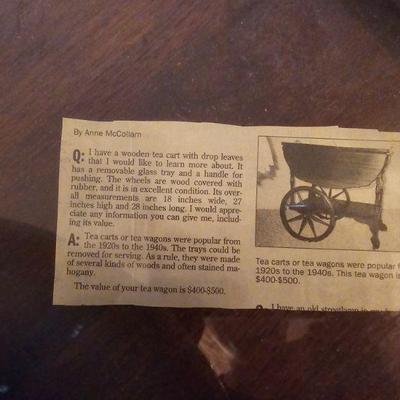 By Anne McCollam
Q: I have a wooden tea cart with drop leaves
that I would like to learn more about. It
has a removable glass tray and a handle for
pushing. The wheels are wood covered with
rubber, and it is in excellent condition. Its over-
all measurements are 18 inches wide, 27
inches high and 28 inches long. I would appre-
ciate any information you can give me, includ-
ing its value.
A: Tea carts or tea wagons were popular from
the 1920s to the 1940s. The trays could be
removed for serving. As a rule, they were made
of several kinds of woods and often stained ma-
hogany.
The value of your tea wagon is $400-$500.
Tea carts or tea wagons were popular f
1920s to the 1940s. This tea wagon is
$400-$500.
I have an old streetlamp in my